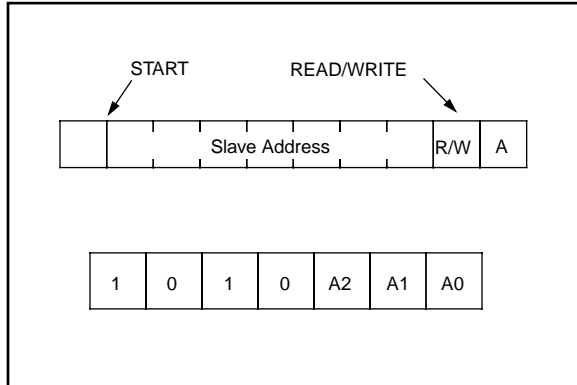 START READ/WRITE
Slave Address R/W A
1 0 1 0 A2 A1 A0